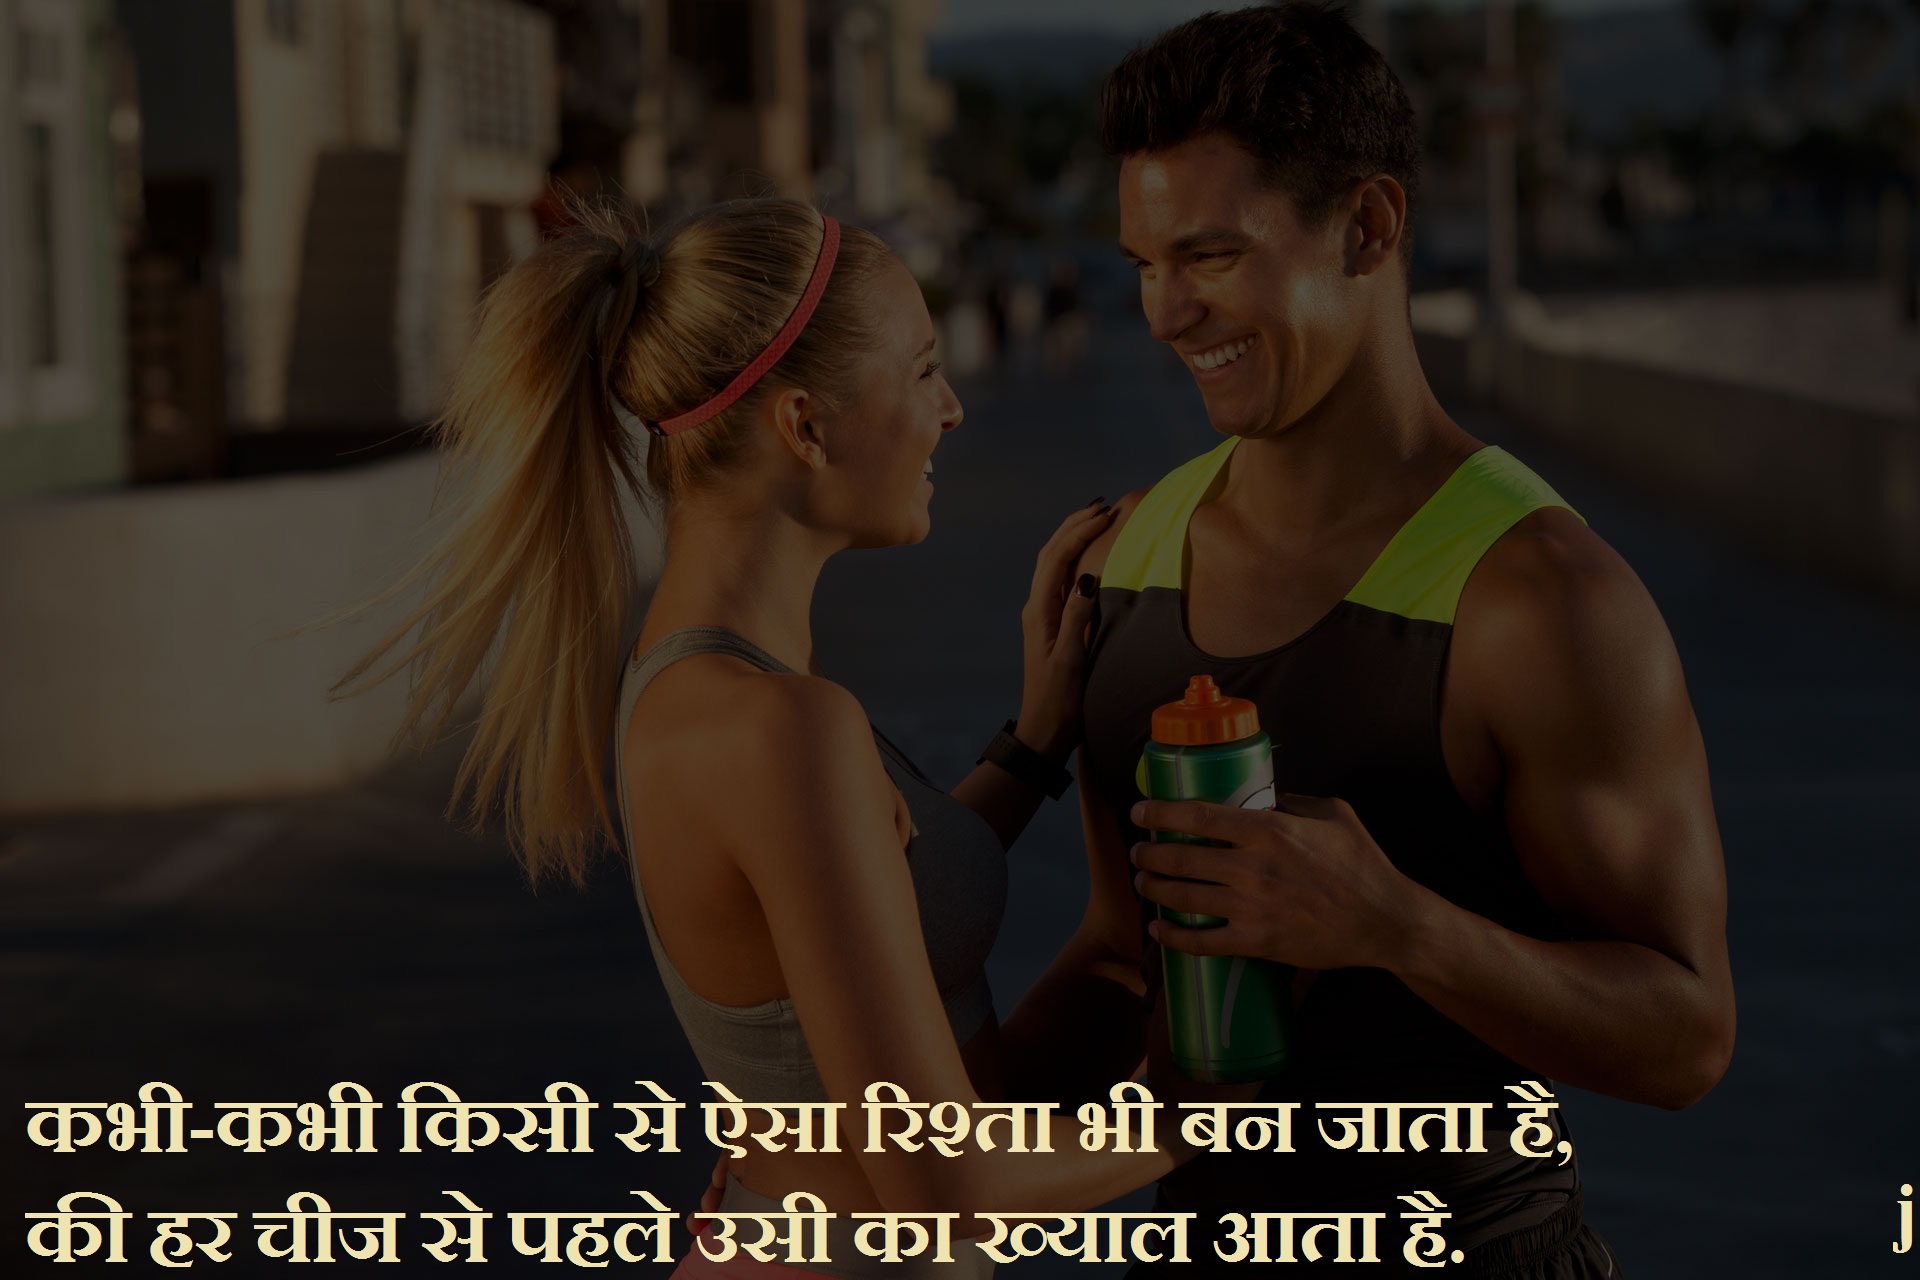 कभी-कभी किसी से ऐसा रिश्ता भी बन जाता है,
की हर चीज से पहले उसी का ख्याल आता है.
j